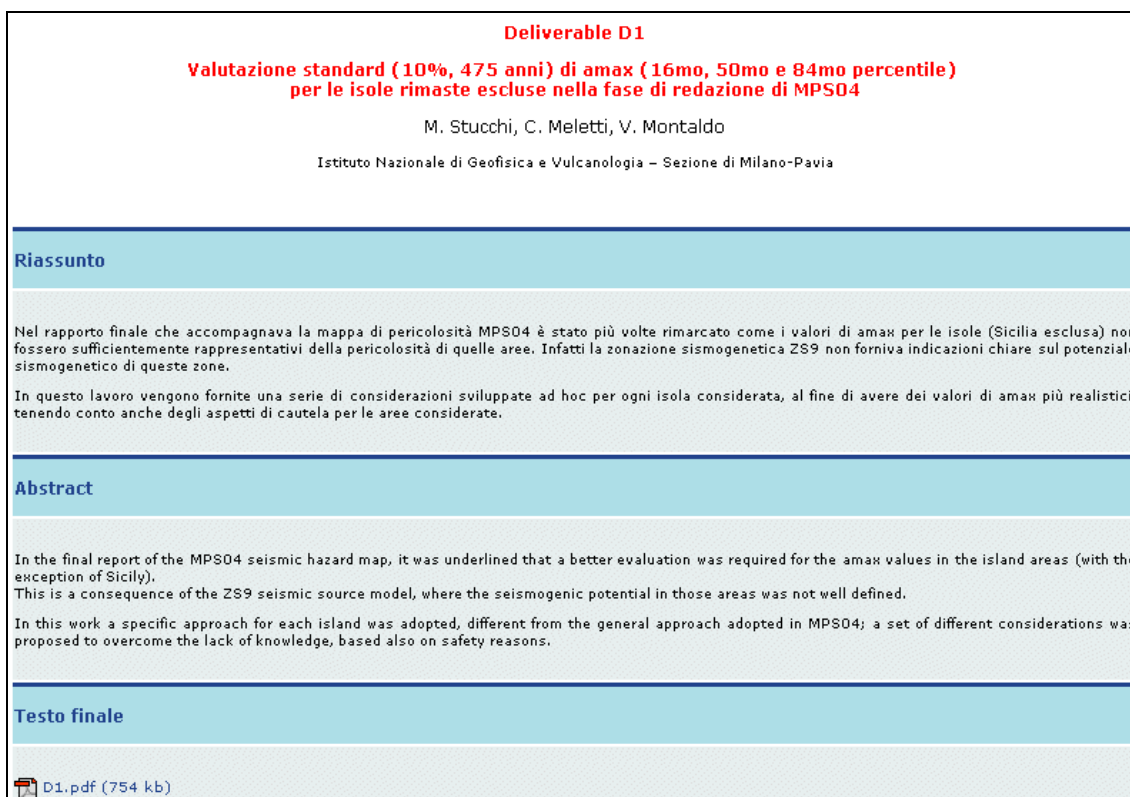 Deliverable D1
Valutazione standard (10%, 475 anni) di amax (16mo, 50mo e 84mo percentile)
per le isole rimaste escluse nella fase di redazione di MPS04
M. Stucchi, C. Meletti, V. Montaldo
Istituto Nazionale di Geofisica e Vulcanologia – Sezione di Milano-Pavia
Riassunto
Nel rapporto finale che accompagnava la mappa di pericolosità MPS04 è stato più volte rimarcato come i valori di amax per le isole (Sicilia esclusa) non
fossero sufficientemente rappresentativi della pericolosità di quelle aree. Infatti la zonazione sismogenetica ZS9 non forniva indicazioni chiare sul potenziale
sismogenetico di queste zone.
In questo lavoro vengono fornite una serie di considerazioni sviluppate ad hoc per ogni isola considerata, al fine di avere dei valori di amax più realistici
tenendo conto anche degli aspetti di cautela per le aree considerate.
Abstract
In the final report of the MPS04 seismic hazard map, it was underlined that a better evaluation was required for the amax values in the island areas (with the
exception of Sicily).
This is a consequence of the ZS9 seismic source model, where the seismogenic potential in those areas was not well defined.
In this work a specific approach for each island was adopted, different from the general approach adopted in MPS04; a set of different considerations was
proposed to overcome the lack of knowledge, based also on safety reasons.
Testo finale
D1.pdf (754 kb)